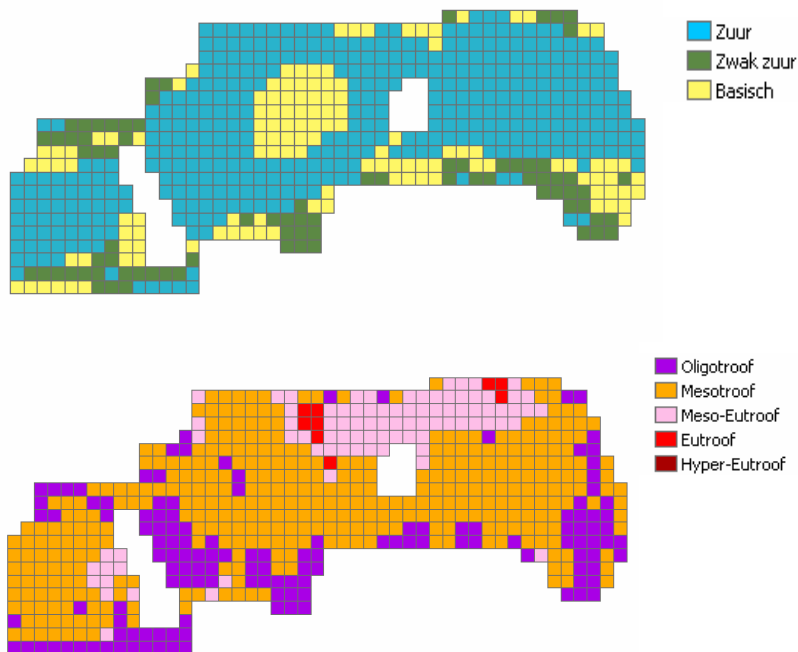 Zuur
Zwak zuur
Basisch
Oligotroof
Mesotroof
Meso-Eutroof
Eutroof
Hyper-Eutroof